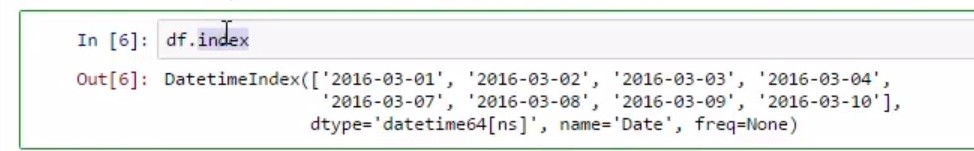 In [6]: df.index
Out[6]: DatetimeIndex(['2016-03-01', '2016-03-02', '2016-03-03', '2016-03-04',
'2016-03-07', '2016-03-08', '2016-03-09', '2016-03-10'],
dtype='datetime64[ns]', name='Date', freq=None)